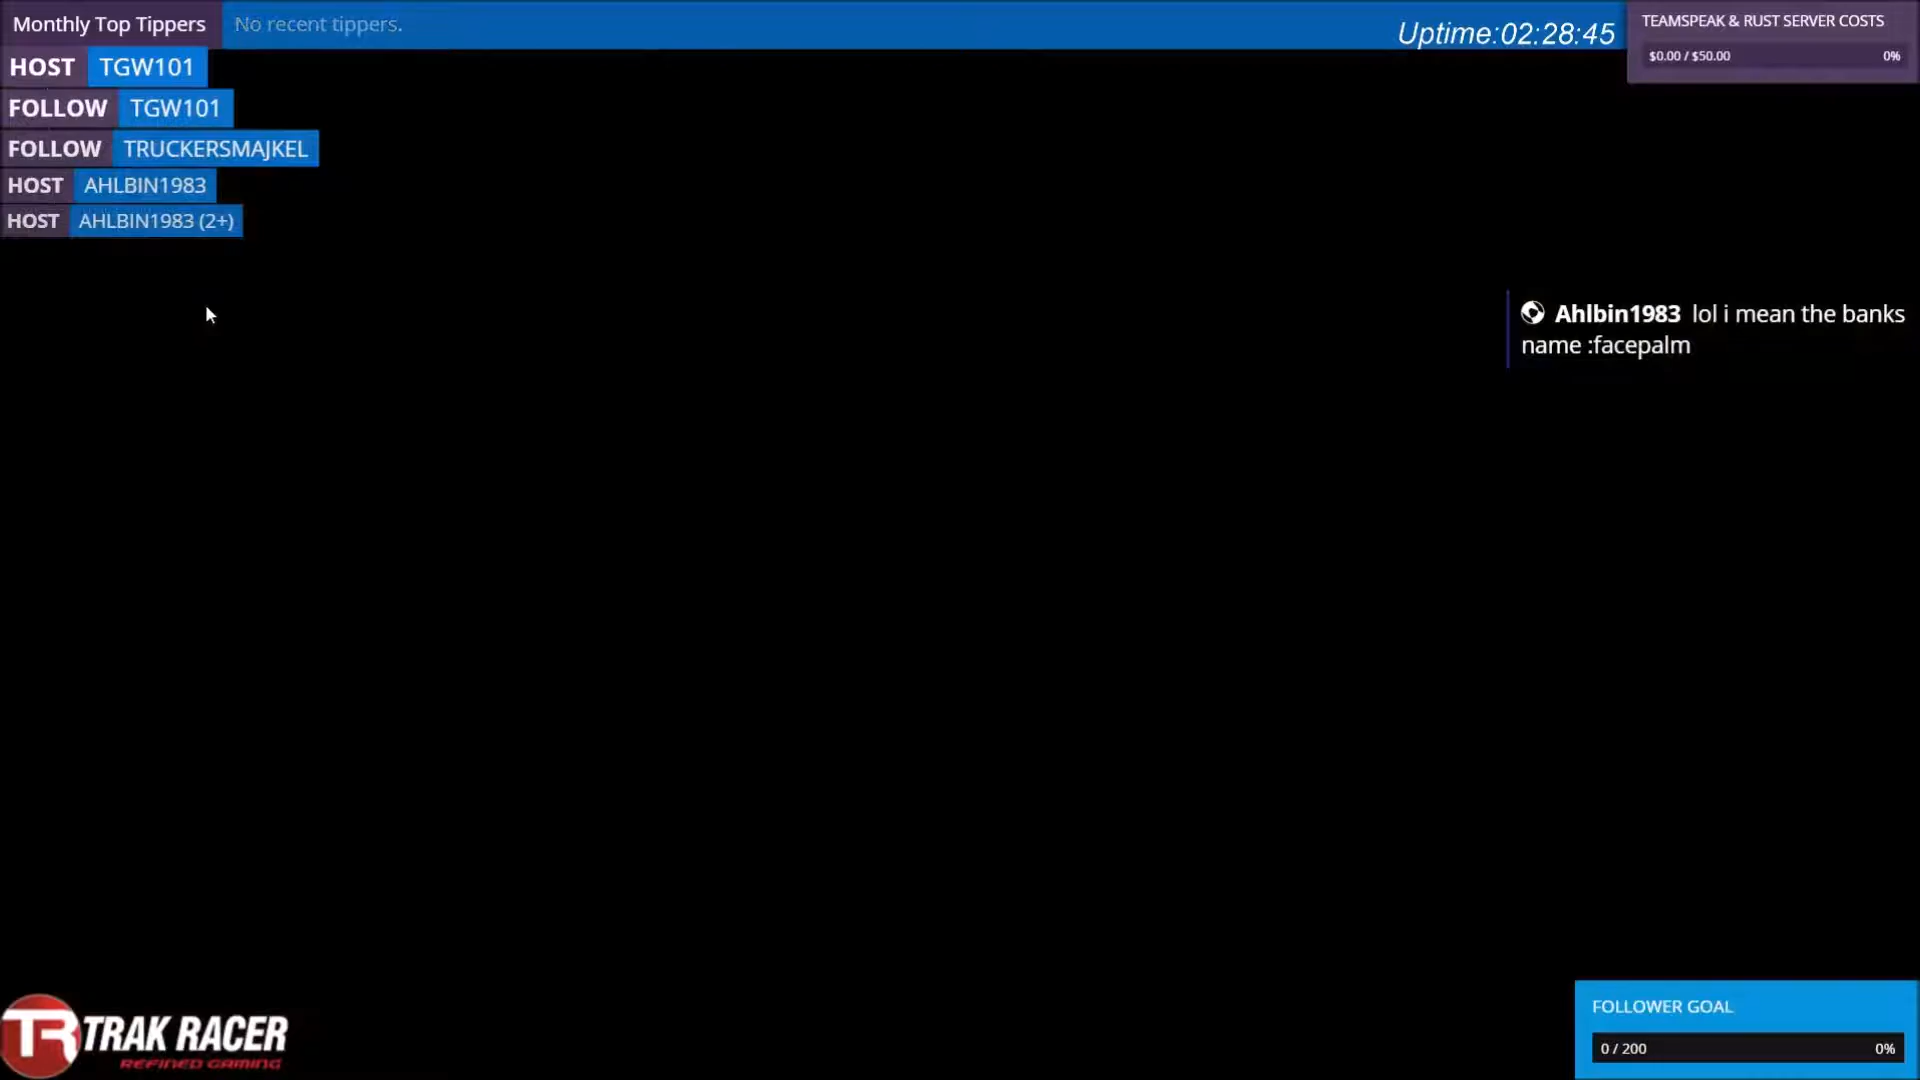 Monthly Top Tippers No recent tippers. Uptime:02:28:45 TEAMSPEAK & RUST SERVER COSTS
$0.00 / $50.00 0%
HOST TGW101
FOLLOW TGW101
FOLLOW TRUCKERSMAJKEL
HOST AHLBIN1983
HOST AHLBIN1983 (2+)
Ahlbin1983 lol i mean the banks
name :facepalm
TR TRAK RACER
REFINED GAMING
FOLLOWER GOAL
0 / 200 0%